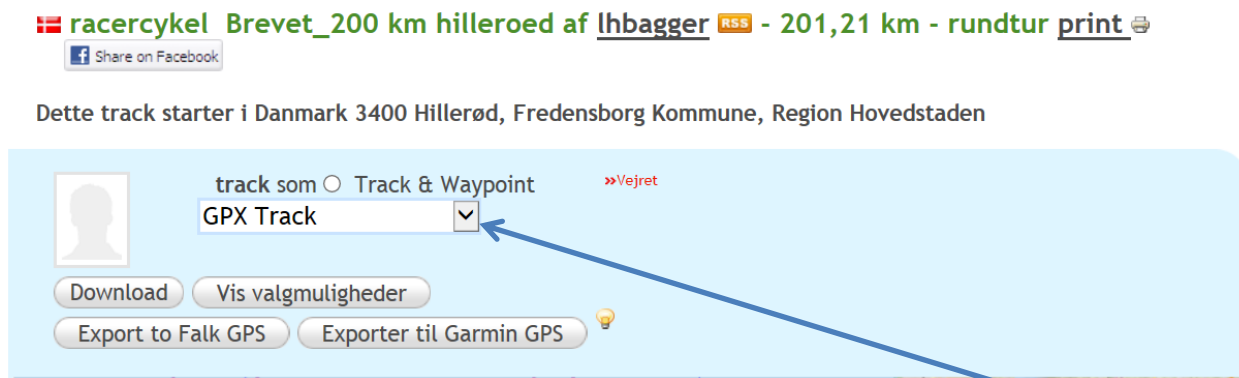 racercykel Brevet_200 km hilleroed af lhbagger RSS - 201,21 km - rundtur print
Share on Facebook
Dette track starter i Danmark 3400 Hillerød, Fredensborg Kommune, Region Hovedstaden
track som Track & Waypoint »Vejret
GPX Track
Download Vis valgmuligheder
Export to Falk GPS Exporter til Garmin GPS